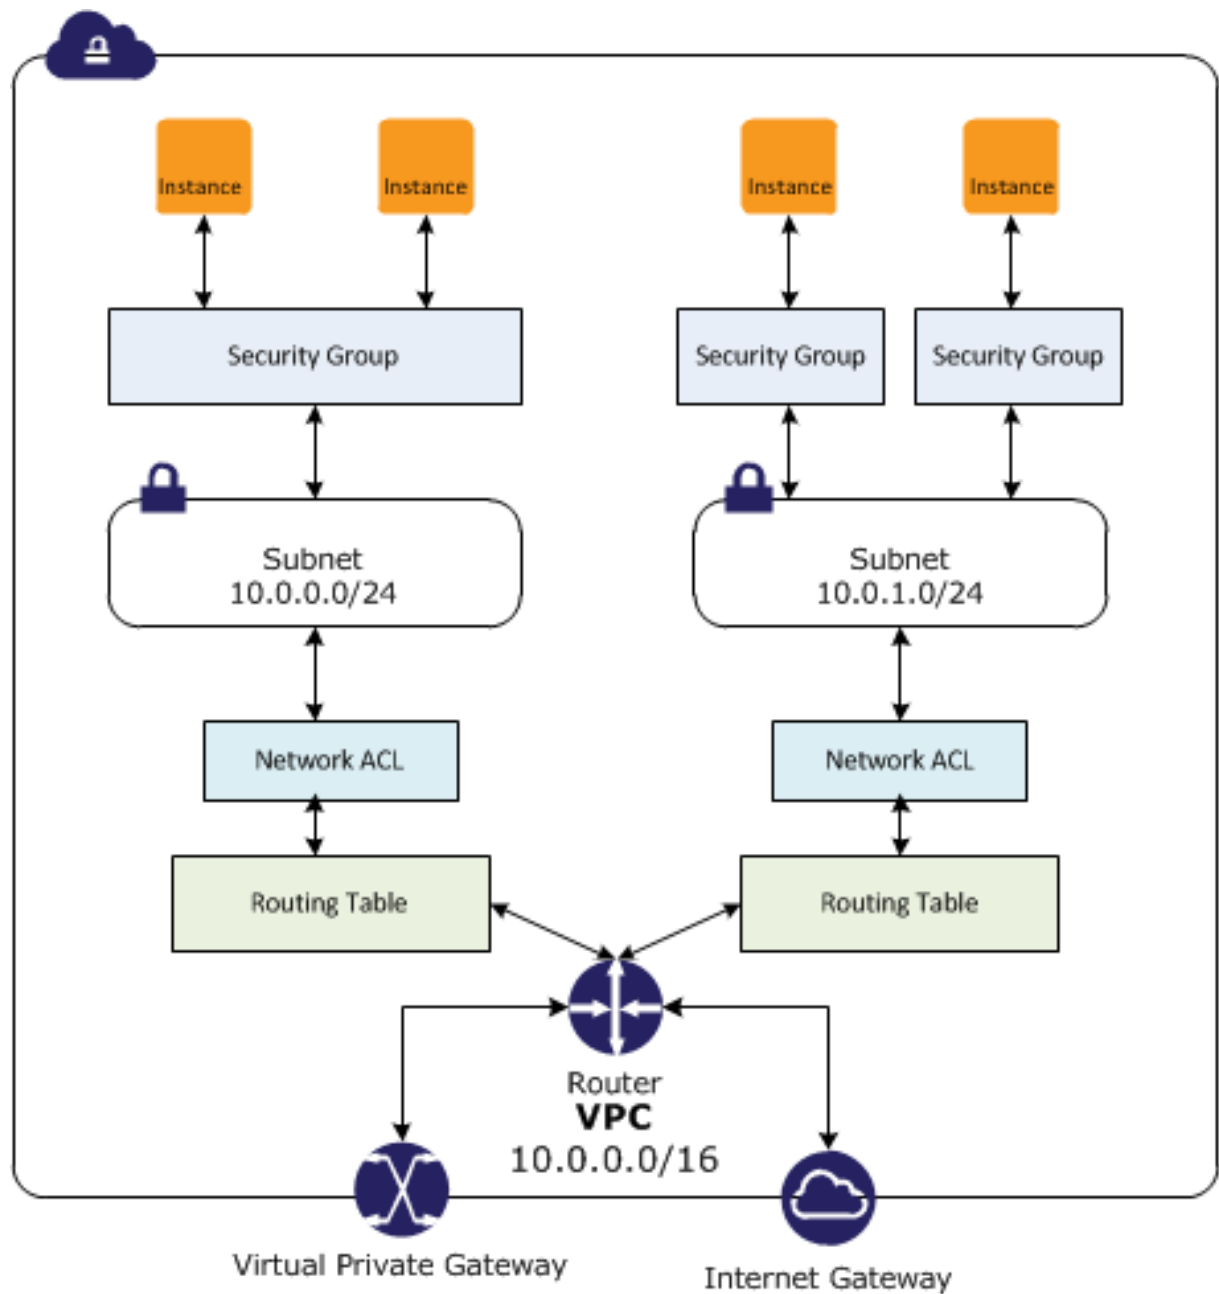 Instance
Instance
Instance
Instance
Security Group
Security Group
Security Group
Subnet
10.0.0.0/24
Subnet
10.0.1.0/24
Network ACL
Network ACL
Routing Table
Routing Table
Router
VPC
10.0.0.0/16
Virtual Private Gateway
Internet Gateway